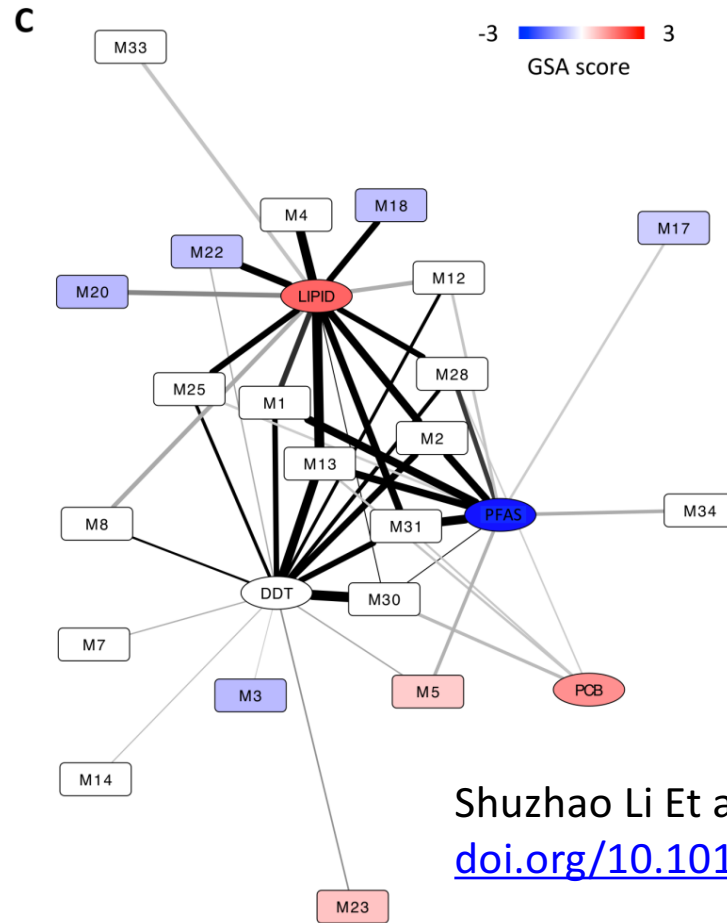 C
-3 3
GSA score
M33
M4
M18
M17
M22
M12
M20
LIPID
M28
M25
M1
M2
M13
M34
M8
M31
PFAS
DDT
M30
M7
M3
M5
PCB
M14
Shuzhao Li Et a
doi.org/10.101
M23